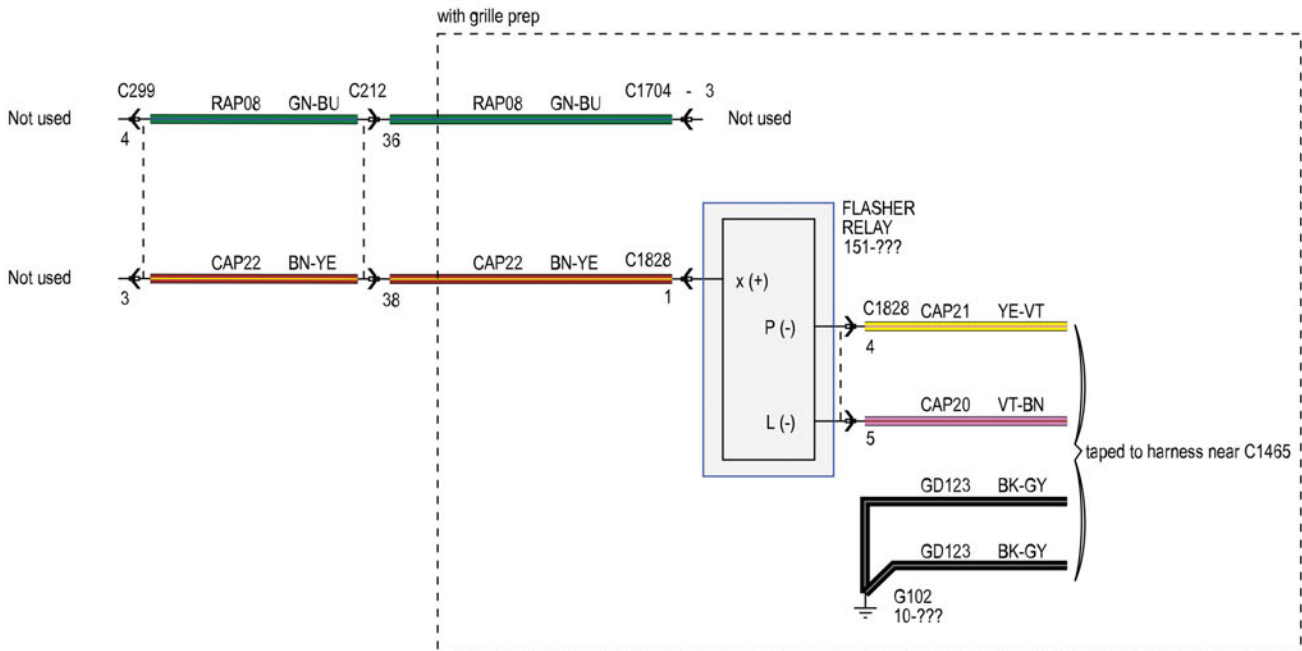 with grille prep
C299 RAP08 GN-BU C212 RAP08 GN-BU C1704 - 3
Not used Not used
4 36
FLASHER
RELAY
151-???
CAP22 BN-YE CAP22 BN-YE C1828
Not used x (+)
3 38 1
C1828 CAP21 YE-VT
P (-)
4
CAP20 VT-BN
L (-)
5
taped to harness near C1465
GD123 BK-GY
GD123 BK-GY
G102
10-???